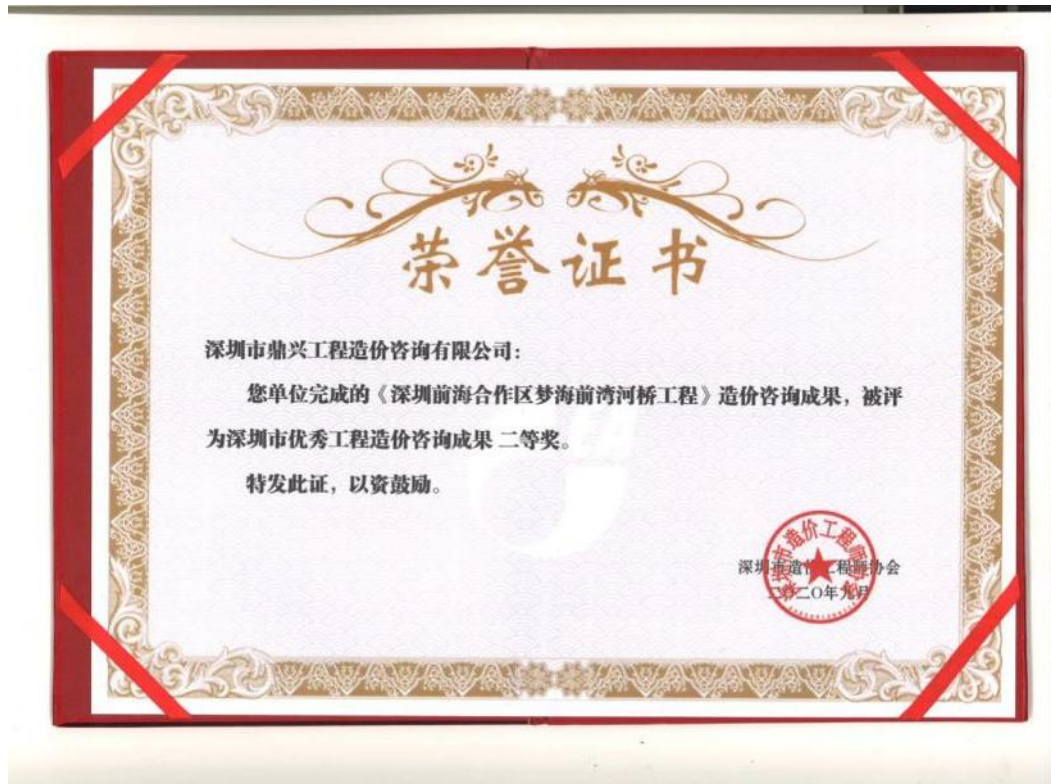 荣誉证书
深圳市鼎兴工程造价咨询有限公司：
您单位完成的《深圳前海合作区梦海前湾河桥工程》造价咨询成果，被评
为深圳市优秀工程造价咨询成果 二等奖。
特发此证，以资鼓励。
深圳市造价工程师协会
二〇二〇年九月